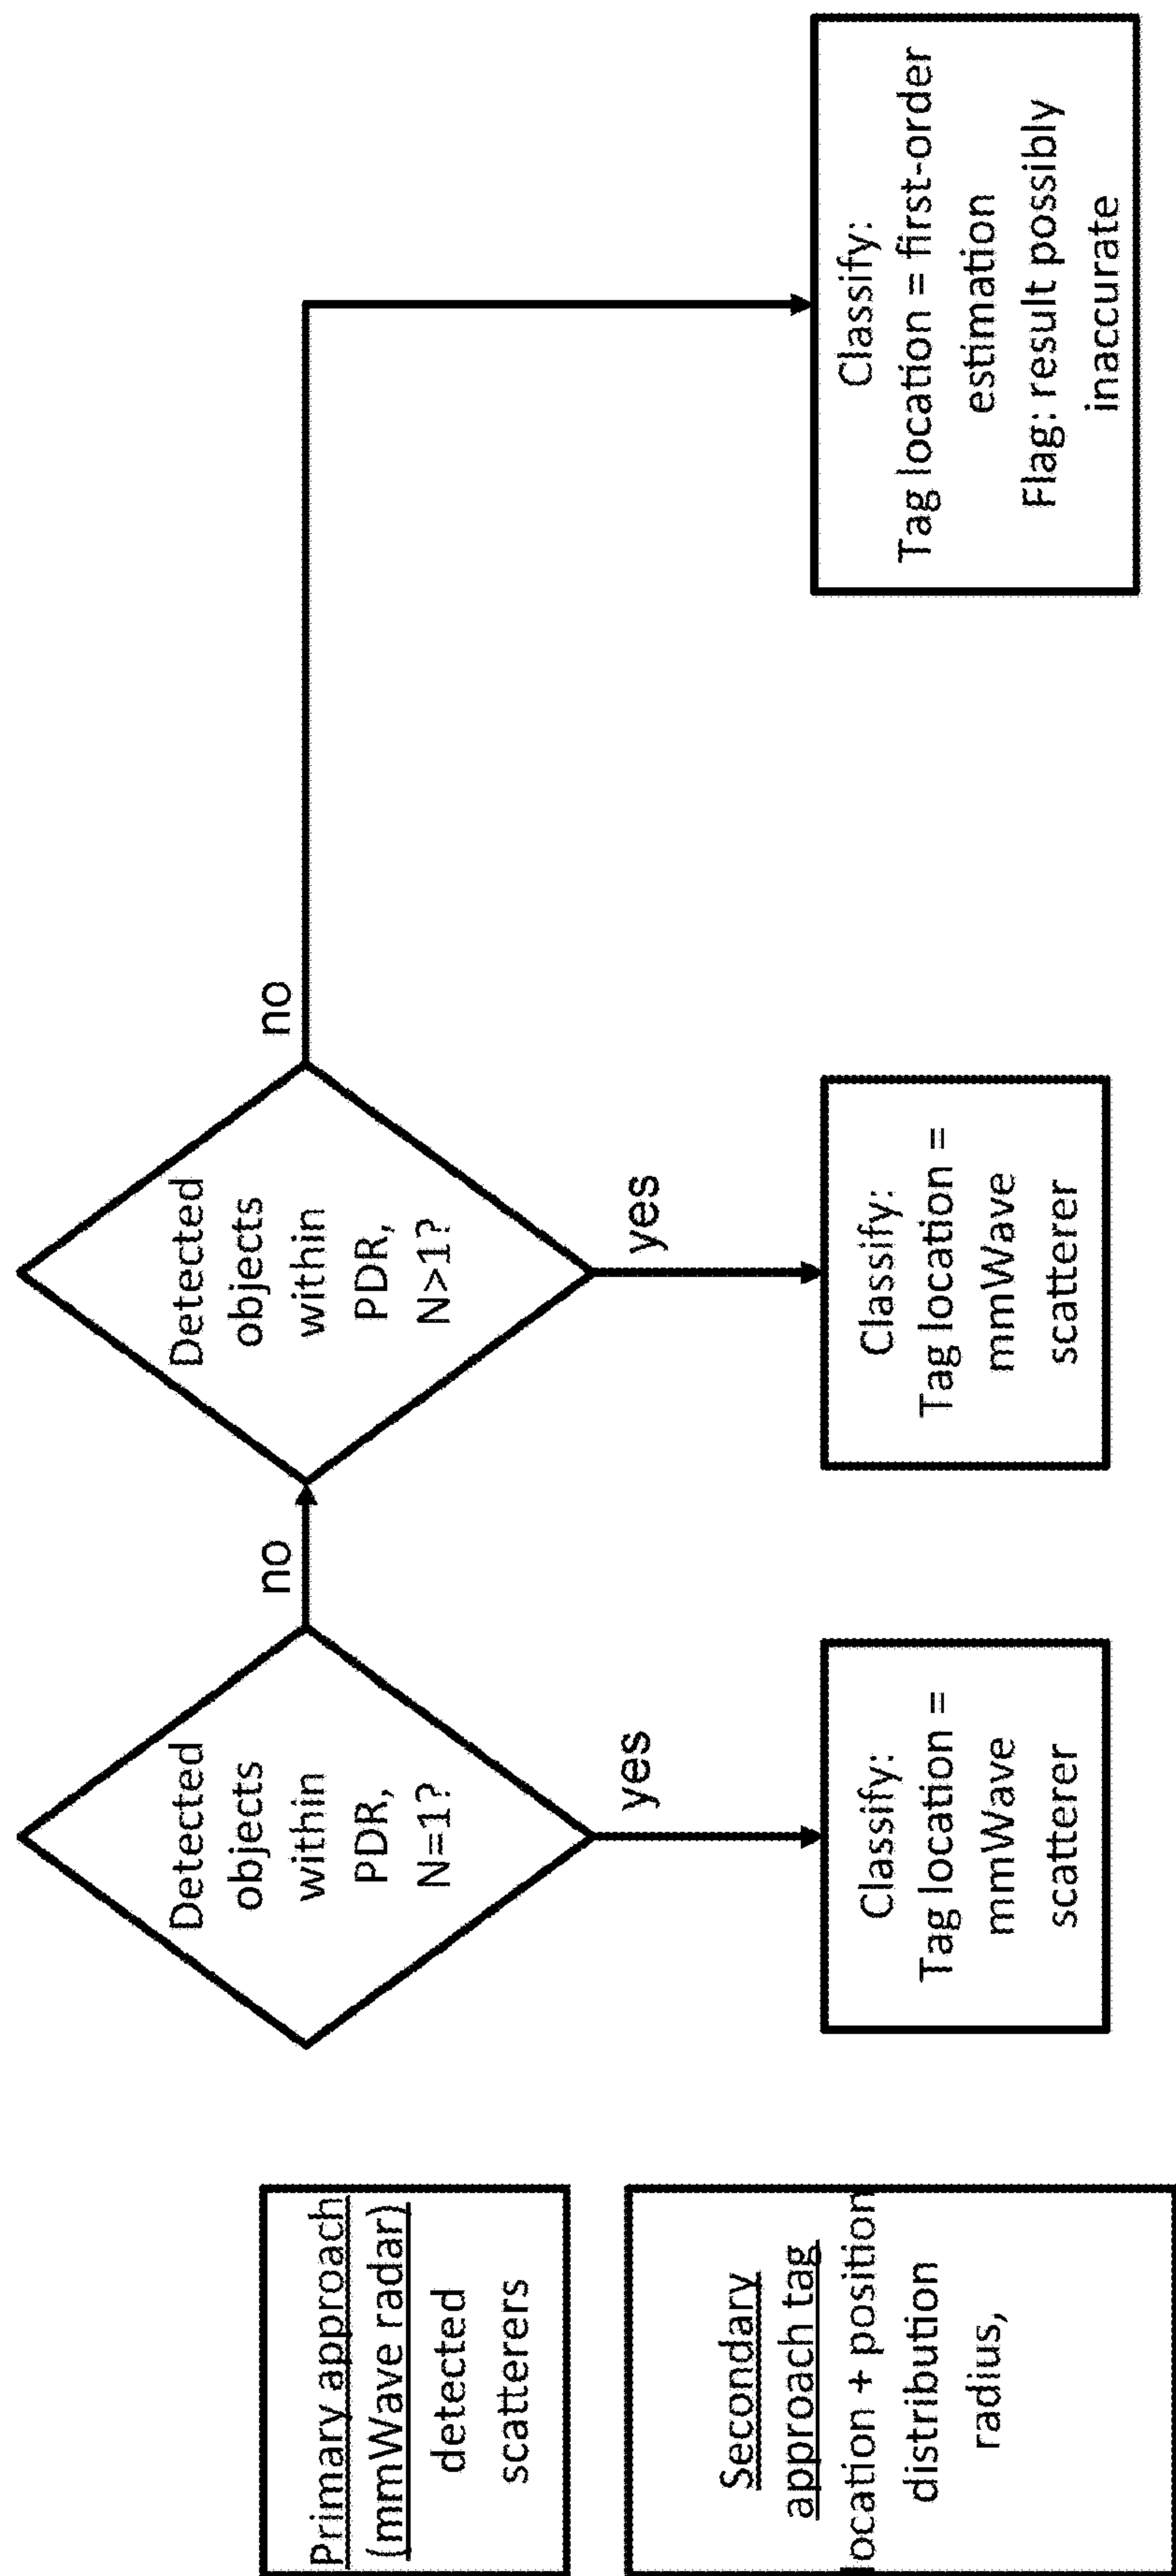 Primary approach
(mmWave radar)
detected
scatterers
Secondary
approach tag
location + position
distribution
radius,
Detected
objects
within
PDR,
N=1?
no
yes
Classify:
Tag location =
mmWave
scatterer
Detected
objects
within
PDR,
N>1?
no
yes
Classify:
Tag location =
mmWave
scatterer
Classify:
Tag location = first-order
estimation
Flag: result possibly
inaccurate